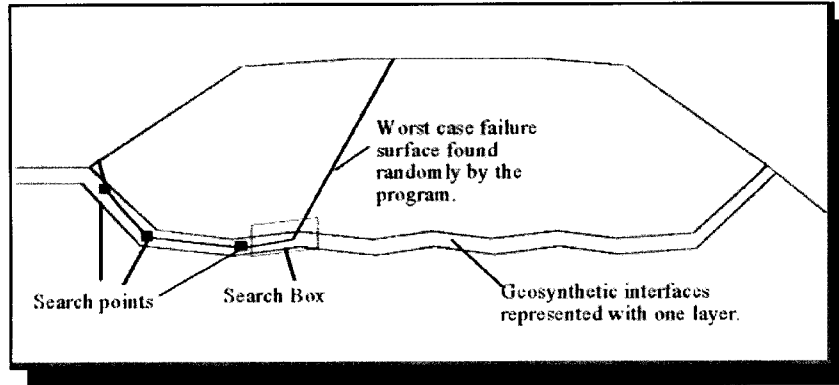 Worst case failure
surface found
randomly by the
program.
Search points
Search Box
Geosynthetic interfaces
represented with one layer.